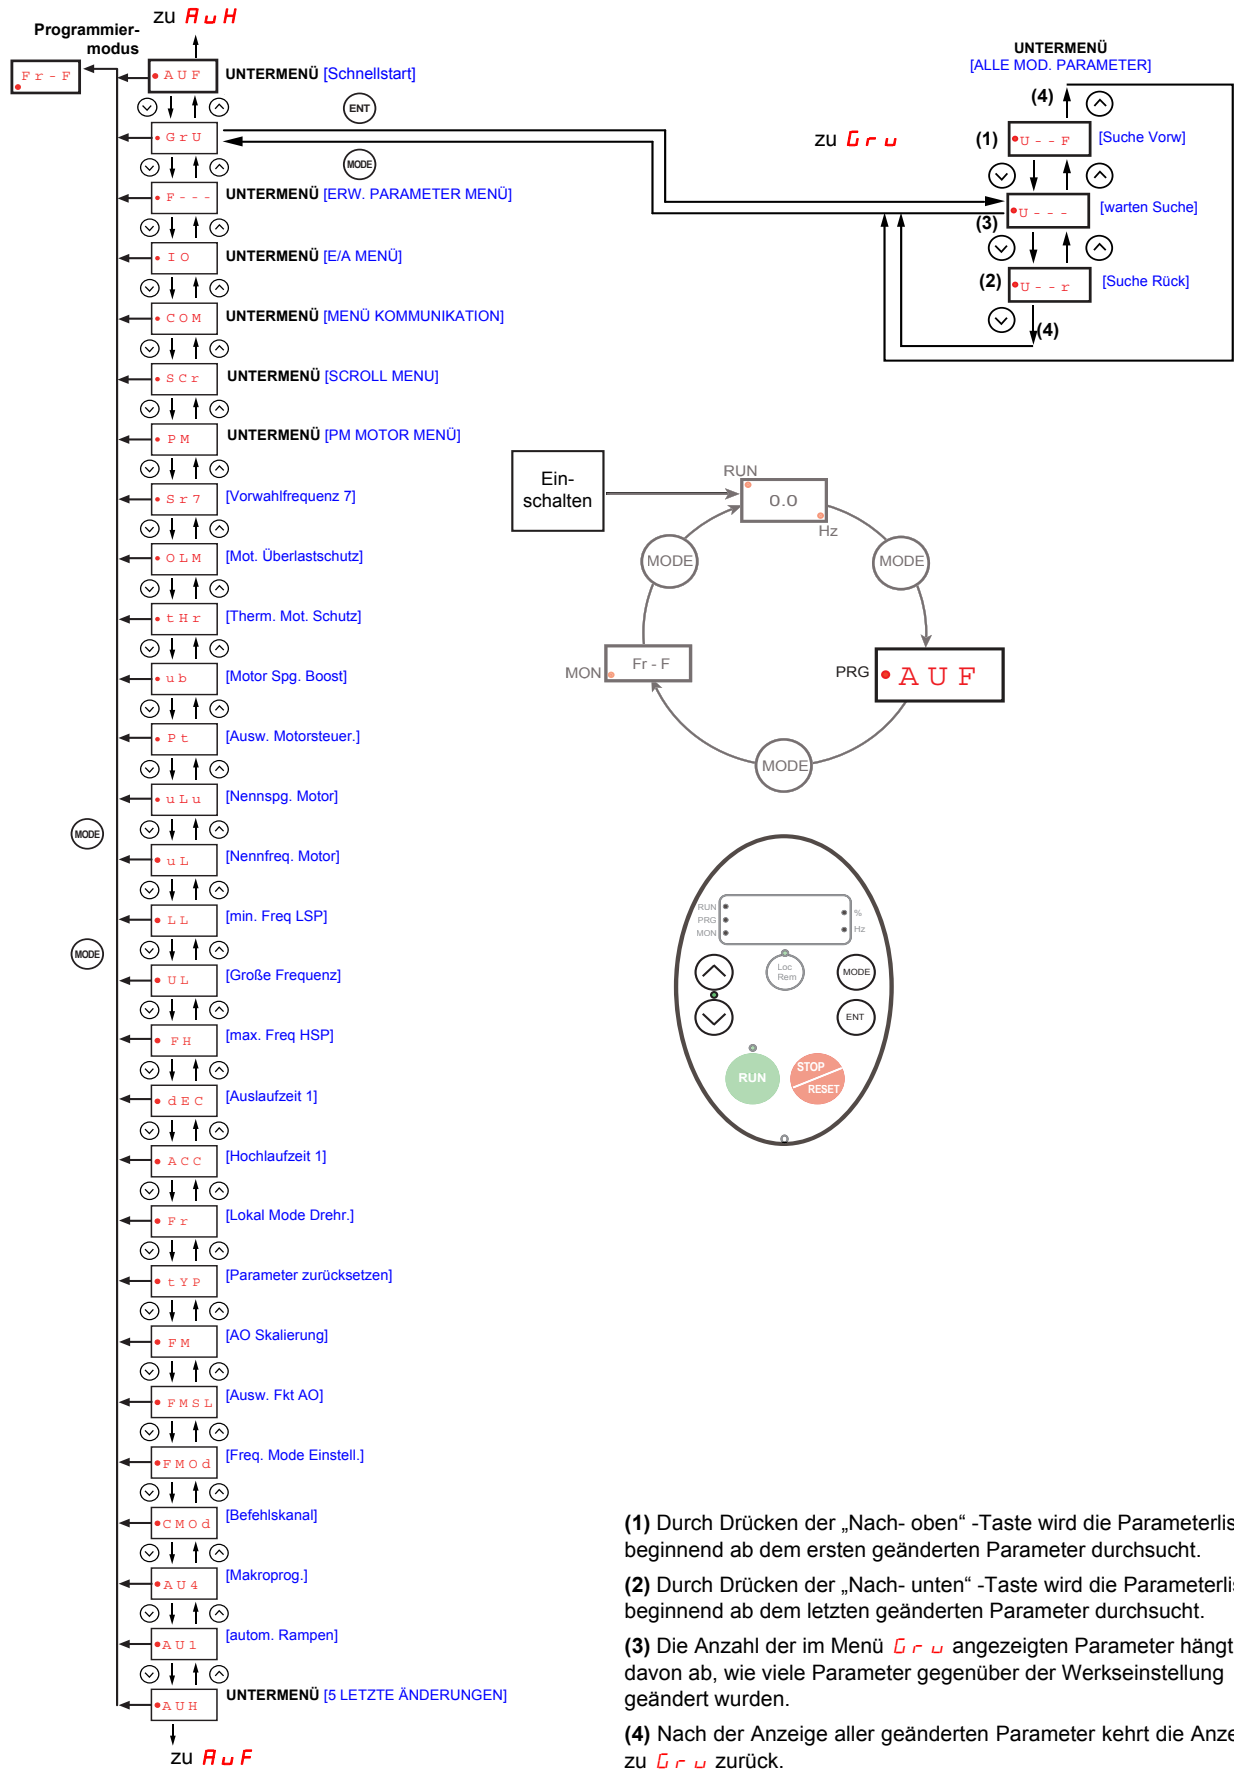 zu AuH
Programmier-
modus
Fr-F
AUF
UNTERMENÜ [Schnellstart]
ENT
GrU
MODE
F---
UNTERMENÜ [ERW. PARAMETER MENÜ]
IO
UNTERMENÜ [E/A MENÜ]
COM
UNTERMENÜ [MENÜ KOMMUNIKATION]
SCr
UNTERMENÜ [SCROLL MENU]
PM
UNTERMENÜ [PM MOTOR MENÜ]
Sr7
[Vorwahlfrequenz 7]
OLM
[Mot. Überlastschutz]
tHr
[Therm. Mot. Schutz]
ub
[Motor Spg. Boost]
Pt
[Ausw. Motorsteuer.]
uLu
[Nennspg. Motor]
MODE
uL
[Nennfreq. Motor]
LL
[min. Freq LSP]
MODE
UL
[Große Frequenz]
FH
[max. Freq HSP]
dEC
[Auslaufzeit 1]
ACC
[Hochlaufzeit 1]
Fr
[Lokal Mode Drehr.]
tYP
[Parameter zurücksetzen]
FM
[AO Skalierung]
FMSL
[Ausw. Fkt AO]
FMOd
[Freq. Mode Einstell.]
CMOd
[Befehlskanal]
AU4
[Makroprog.]
AU1
[autom. Rampen]
AUH
UNTERMENÜ [5 LETZTE ÄNDERUNGEN]
zu AuF
UNTERMENÜ
[ALLE MOD. PARAMETER]
(4)
zu Gru
(1)
U--F
[Suche Vorw]
U---
[warten Suche]
(3)
(2)
U--r
[Suche Rück]
(4)
Ein-
schalten
RUN
0.0
Hz
MODE
MODE
MON
Fr - F
PRG
AUF
MODE
RUN
PRG
MON
%
Hz
Loc
Rem
MODE
ENT
RUN
STOP
RESET
(1) Durch Drücken der „Nach- oben“ -Taste wird die Parameterlis
beginnend ab dem ersten geänderten Parameter durchsucht.
(2) Durch Drücken der „Nach- unten“ -Taste wird die Parameterlis
beginnend ab dem letzten geänderten Parameter durchsucht.
(3) Die Anzahl der im Menü Gru angezeigten Parameter hängt
davon ab, wie viele Parameter gegenüber der Werkseinstellung
geändert wurden.
(4) Nach der Anzeige aller geänderten Parameter kehrt die Anze
zu Gru zurück.